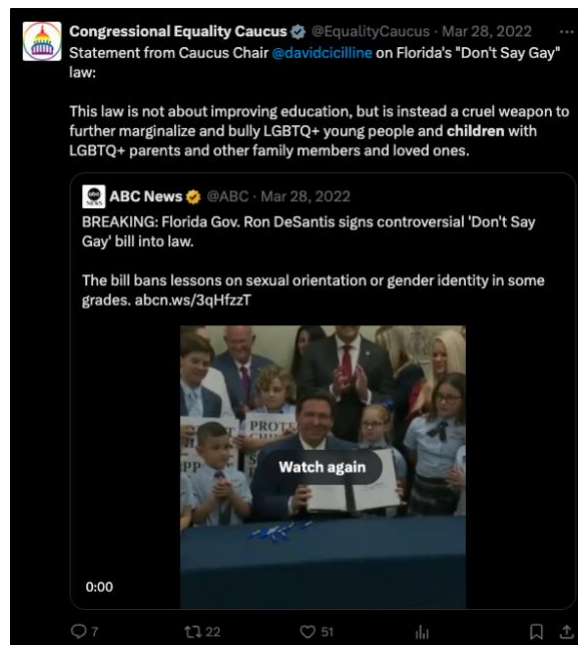 Congressional Equality Caucus @EqualityCaucus · Mar 28, 2022 ···
Statement from Caucus Chair @davidcicilline on Florida's "Don't Say Gay"
law:
This law is not about improving education, but is instead a cruel weapon to
further marginalize and bully LGBTQ+ young people and children with
LGBTQ+ parents and other family members and loved ones.
abc NEWS
ABC News @ABC · Mar 28, 2022
BREAKING: Florida Gov. Ron DeSantis signs controversial 'Don't Say
Gay' bill into law.
The bill bans lessons on sexual orientation or gender identity in some
grades. abcn.ws/3qHfzzT
Watch again
0:00
7 22 51